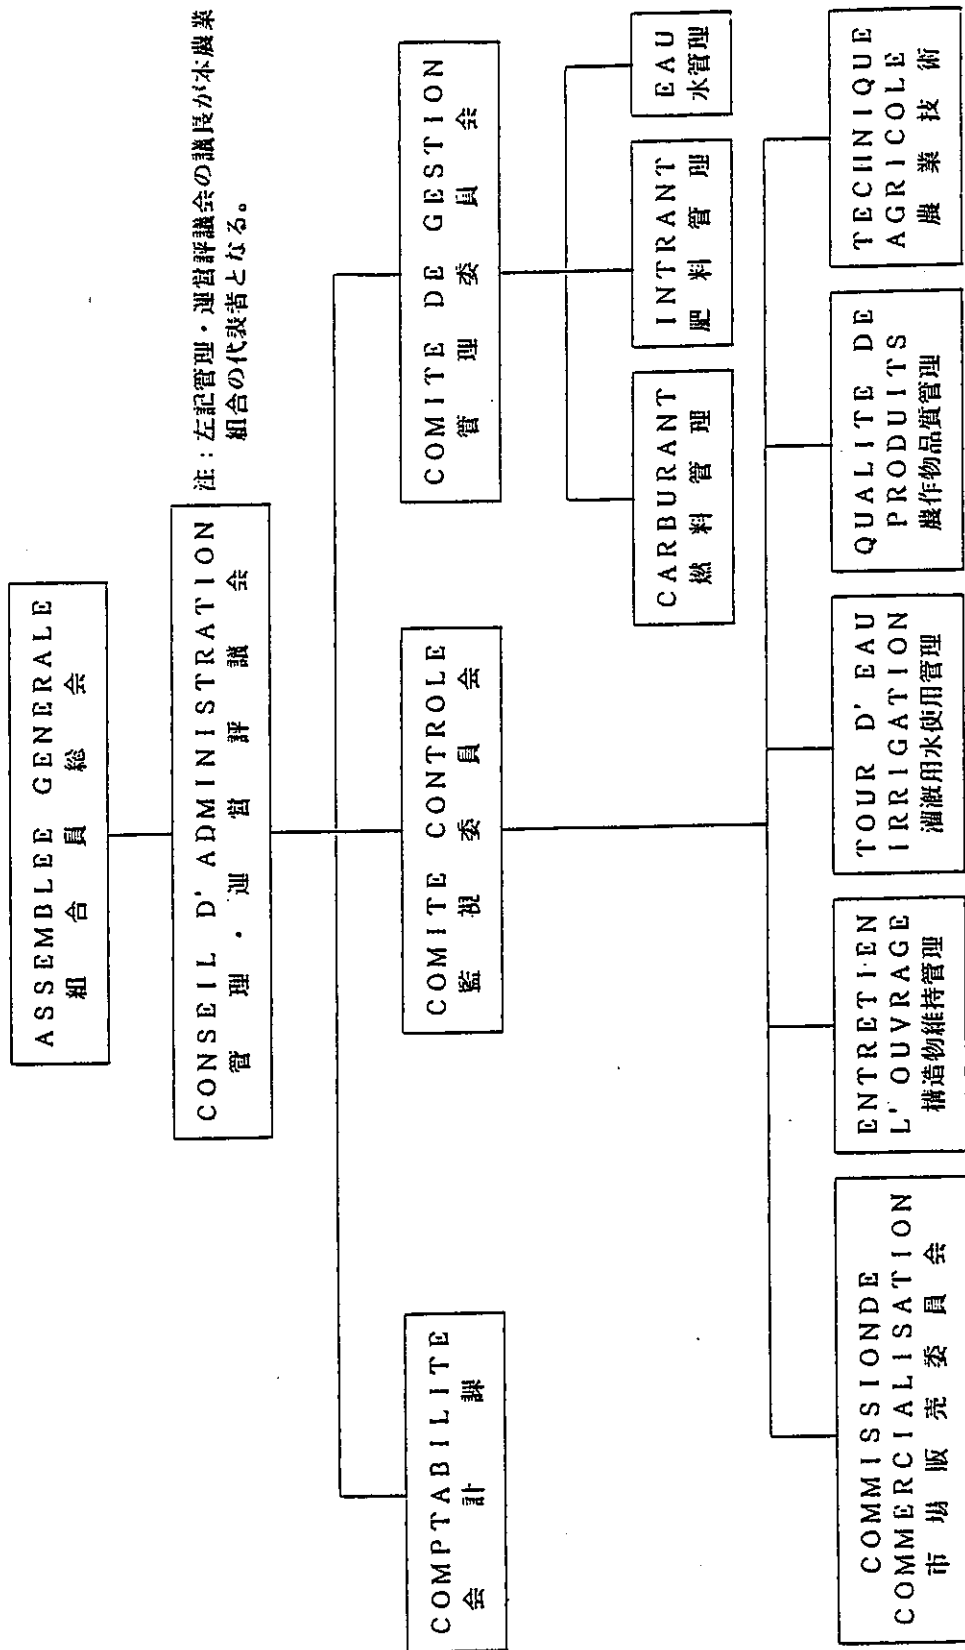 ASSEMBLEE GENERALE
組合員総会
CONSEIL D'ADMINISTRATION
管理・運営評議会
注：左記管理・運営評議会の議長が本農業
組合の代表者となる。
COMPTABILITE
会計課
COMITE CONTROLE
監視委員会
COMITE DE GESTION
管理委員会
CARBURANT
燃料管理
INTRANT
肥料管理
EAU
水管理
COMMISSIONDE
COMMERCIALISATION
市場販売委員会
ENTRETIEN
L'OUVRAGE
構造物維持管理
TOUR D'EAU
IRRIGATION
灌漑用水使用管理
QUALITE DE
PRODUITS
農作物品質管理
TECHNIQUE
AGRICOLE
農業技術